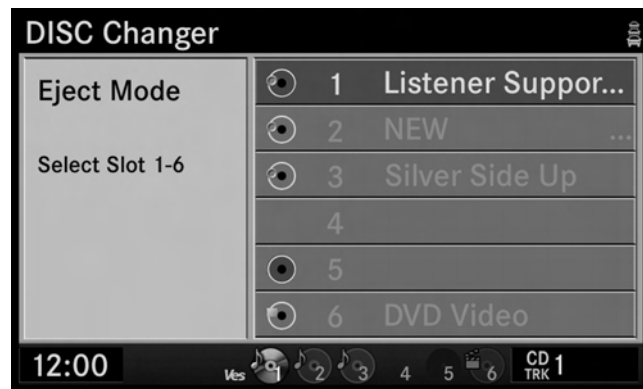 DISC Changer
Eject Mode
Select Slot 1-6
1 Listener Suppor...
2 NEW ...
3 Silver Side Up
4
5
6 DVD Video
12:00 Ves 1 2 3 4 5 6 CD TRK 1